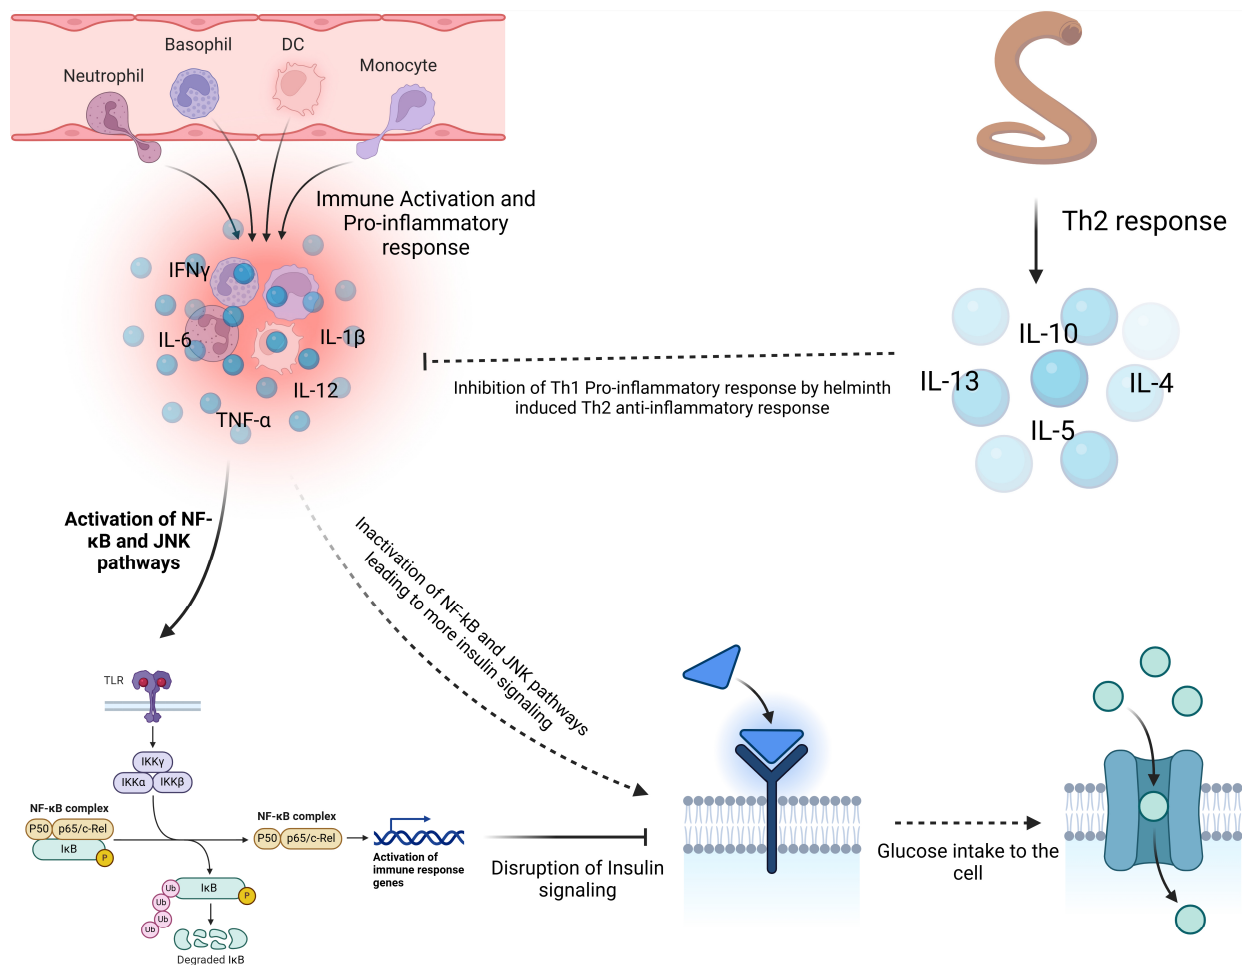 Basophil
DC
Neutrophil
Monocyte
Immune Activation and
Pro-inflammatory
response
Th2 response
IFNγ
IL-6
IL-1β
IL-12
TNF-α
IL-10
IL-13
IL-4
IL-5
Inhibition of Th1 Pro-inflammatory response by helminth
induced Th2 anti-inflammatory response
Activation of NF-
κB and JNK
pathways
Inactivation of NF-kB and JNK pathways
leading to more insulin signaling
TLR
IKKγ
IKKα
IKKβ
NF-κB complex
P50
p65/c-Rel
IκB
P
NF-κB complex
P50
p65/c-Rel
Activation of
immune response
genes
Ub
IκB
P
Ub
Ub
Ub
Degraded IκB
Disruption of Insulin
signaling
Glucose intake to the
cell